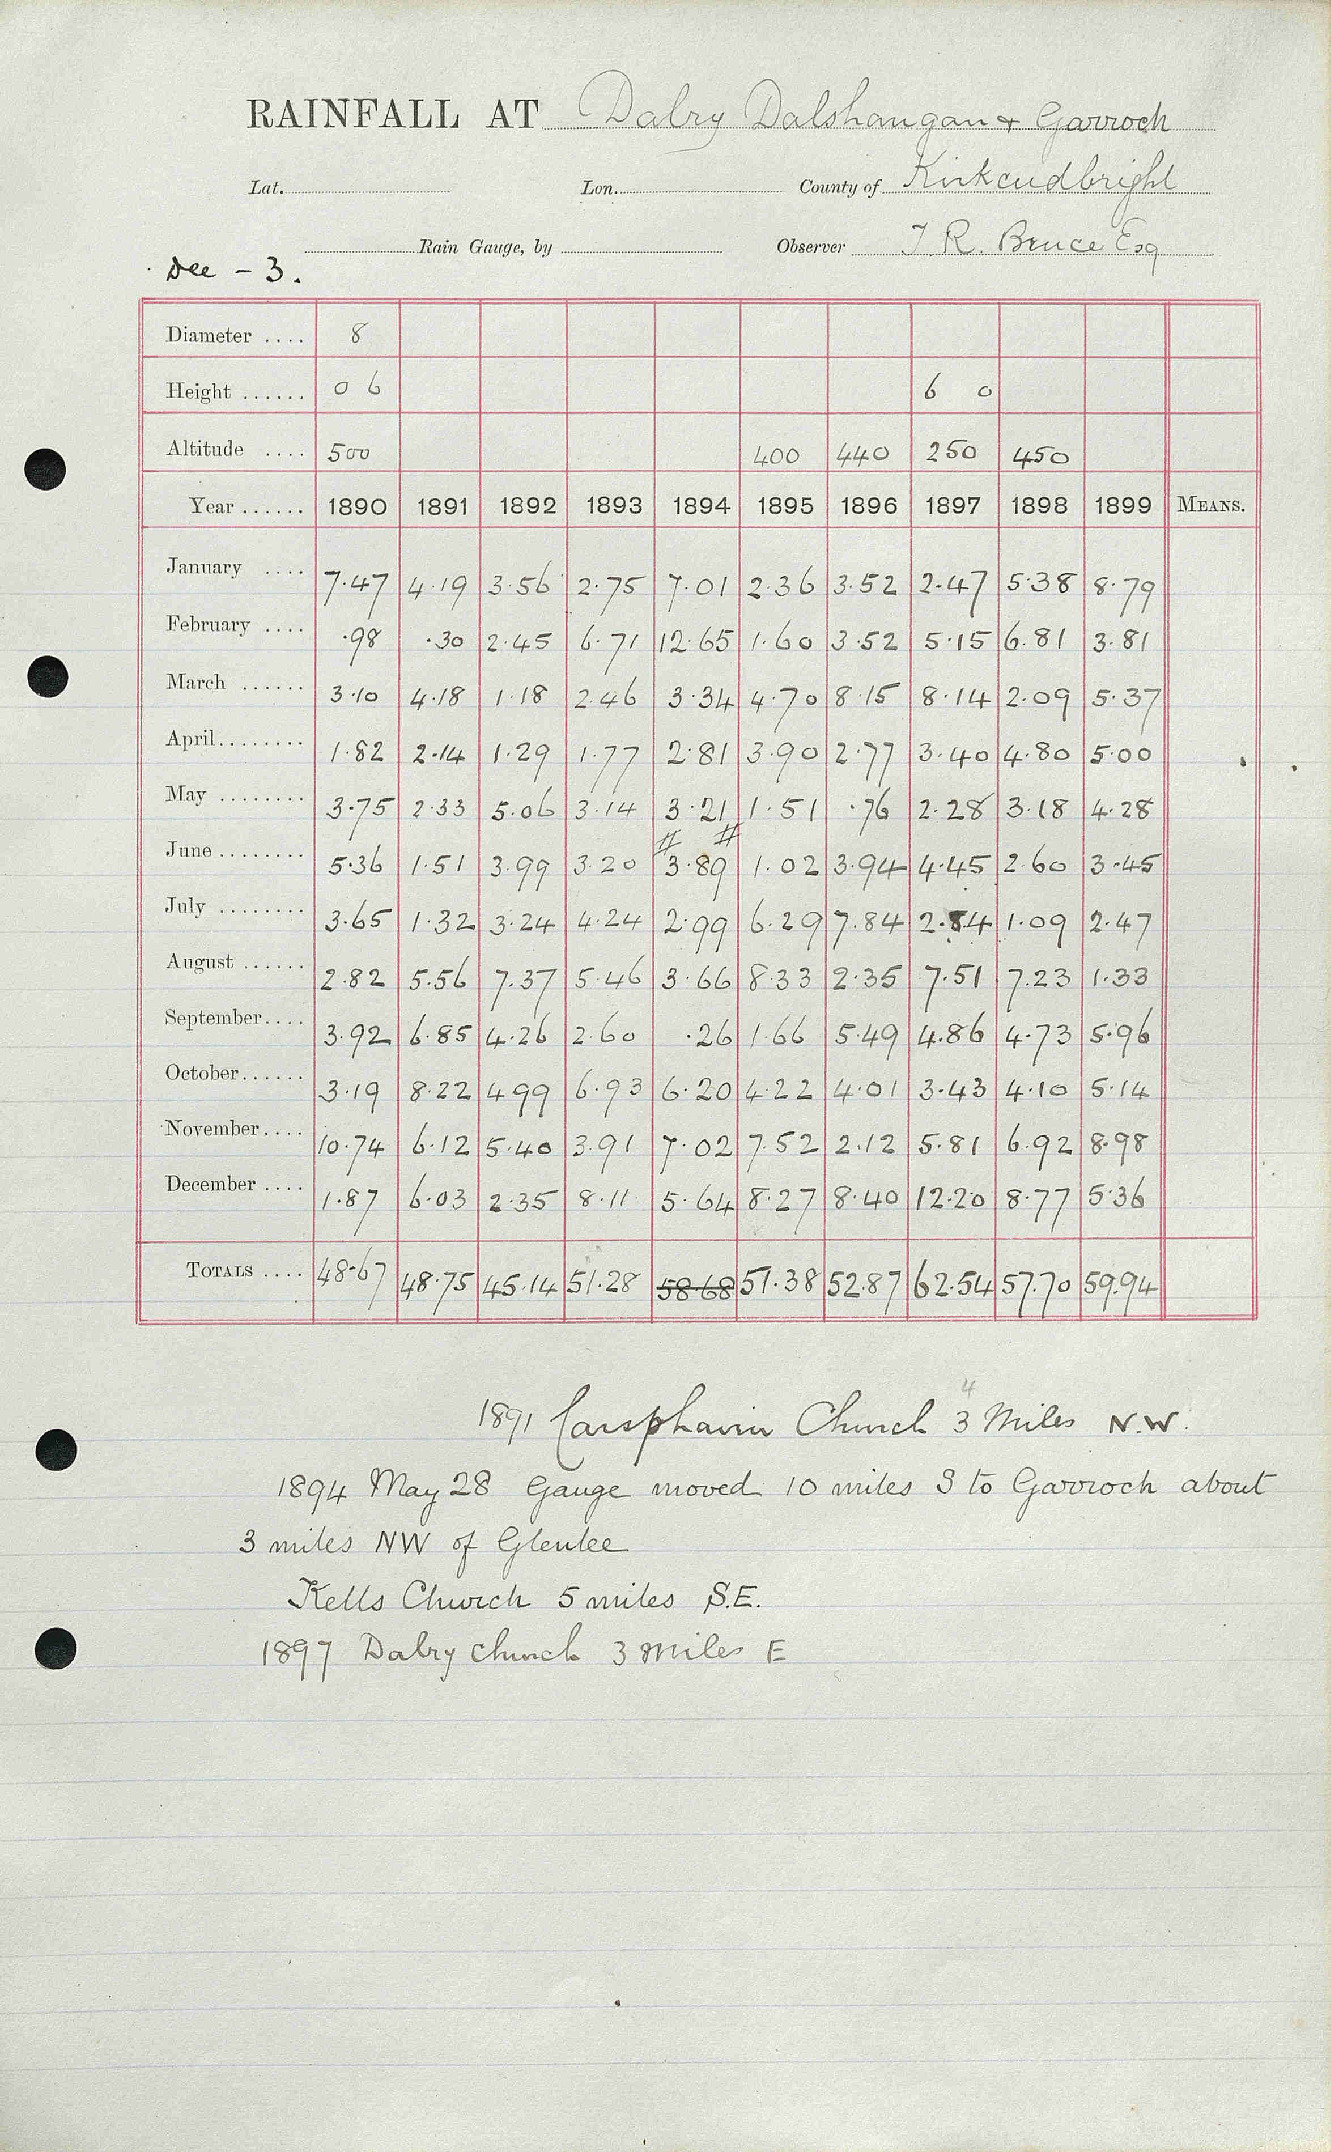 RAINFALL AT Dalry Dalshangan & Garroch
Lat. Lon. County of Kirkcudbright
Rain Gauge, by Observer J. R. Bruce Esq
Dee - 3.
Diameter .... 8
Height ...... 0 6 6 0
Altitude .... 500 400 440 250 450
Year ...... 1890 1891 1892 1893 1894 1895 1896 1897 1898 1899 MEANS.
January .... 7.47 4.19 3.56 2.75 7.01 2.36 3.52 2.47 5.38 8.79
February .... .98 .30 2.45 6.71 12.65 1.60 3.52 5.15 6.81 3.81
March ...... 3.10 4.18 1.18 2.46 3.34 4.70 8.15 8.14 2.09 5.37
April........ 1.82 2.14 1.29 1.77 2.81 3.90 2.77 3.40 4.80 5.00
May ........ 3.75 2.33 5.06 3.14 3.21 1.51 .76 2.28 3.18 4.28
June........ 5.36 1.51 3.99 3.20 # 3.89 # 1.02 3.94 4.45 2.60 3.45
July ........ 3.65 1.32 3.24 4.24 2.99 6.29 7.84 2.84 1.09 2.47
August ...... 2.82 5.56 7.37 5.46 3.66 8.33 2.35 7.51 7.23 1.33
September.... 3.92 6.85 4.26 2.60 .26 1.66 5.49 4.86 4.73 5.96
October...... 3.19 8.22 4.99 6.93 6.20 4.22 4.01 3.43 4.10 5.14
November.... 10.74 6.12 5.40 3.91 7.02 7.52 2.12 5.81 6.92 8.98
December .... 1.87 6.03 2.35 8.11 5.64 8.27 8.40 12.20 8.77 5.36
TOTALS .... 48.67 48.75 45.14 51.28 58.68 51.38 52.87 62.54 57.70 59.94
4
1891 Carsphairn Church 3 Miles N.W.
1894 May 28 Gauge moved 10 miles S to Garroch about
3 miles NW of Glenlee
Kells Church 5 miles S.E.
1897 Dalry Church 3 Miles E